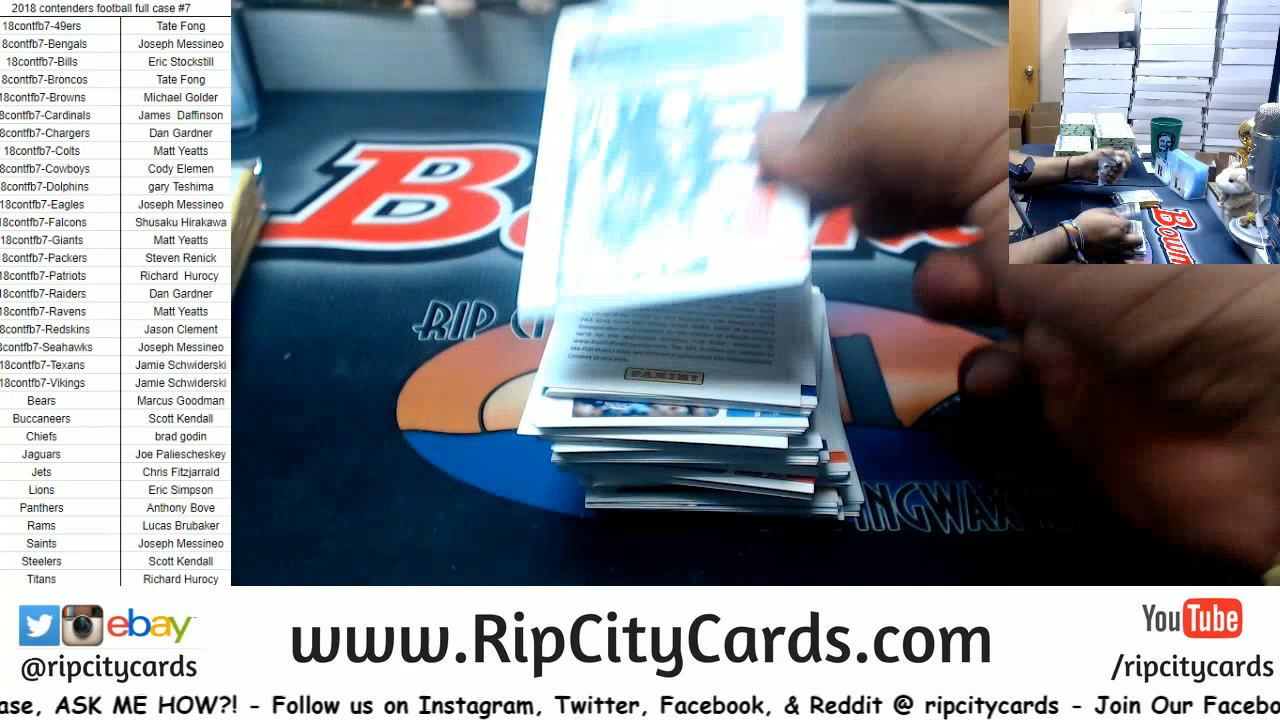 2018 contenders football full case #7
18contfb7-49ers Tate Fong
8contfb7-Bengals Joseph Messineo
18contfb7-Bills Eric Stockstill
8contfb7-Broncos Tate Fong
18contfb7-Browns Michael Golder
8contfb7-Cardinals James Daffinson
8contfb7-Chargers Dan Gardner
18contfb7-Colts Matt Yeatts
8contfb7-Cowboys Cody Elemen
8contfb7-Dolphins gary Teshima
18contfb7-Eagles Joseph Messineo
18contfb7-Falcons Shusaku Hirakawa
18contfb7-Giants Matt Yeatts
8contfb7-Packers Steven Renick
18contfb7-Patriots Richard Hurocy
18contfb7-Raiders Dan Gardner
18contfb7-Ravens Matt Yeatts
8contfb7-Redskins Jason Clement
8contfb7-Seahawks Joseph Messineo
18contfb7-Texans Jamie Schwiderski
18contfb7-Vikings Jamie Schwiderski
Bears Marcus Goodman
Buccaneers Scott Kendall
Chiefs brad godin
Jaguars Joe Paliescheskey
Jets Chris Fitzjarrald
Lions Eric Simpson
Panthers Anthony Bove
Rams Lucas Brubaker
Saints Joseph Messineo
Steelers Scott Kendall
Titans Richard Hurocy
RIP C
PANINI
INGWAX
Boun
ebay
@ripcitycards
www.RipCityCards.com
YouTube
/ripcitycards
ase, ASK ME HOW?! - Follow us on Instagram, Twitter, Facebook, & Reddit @ ripcitycards - Join Our Facebo